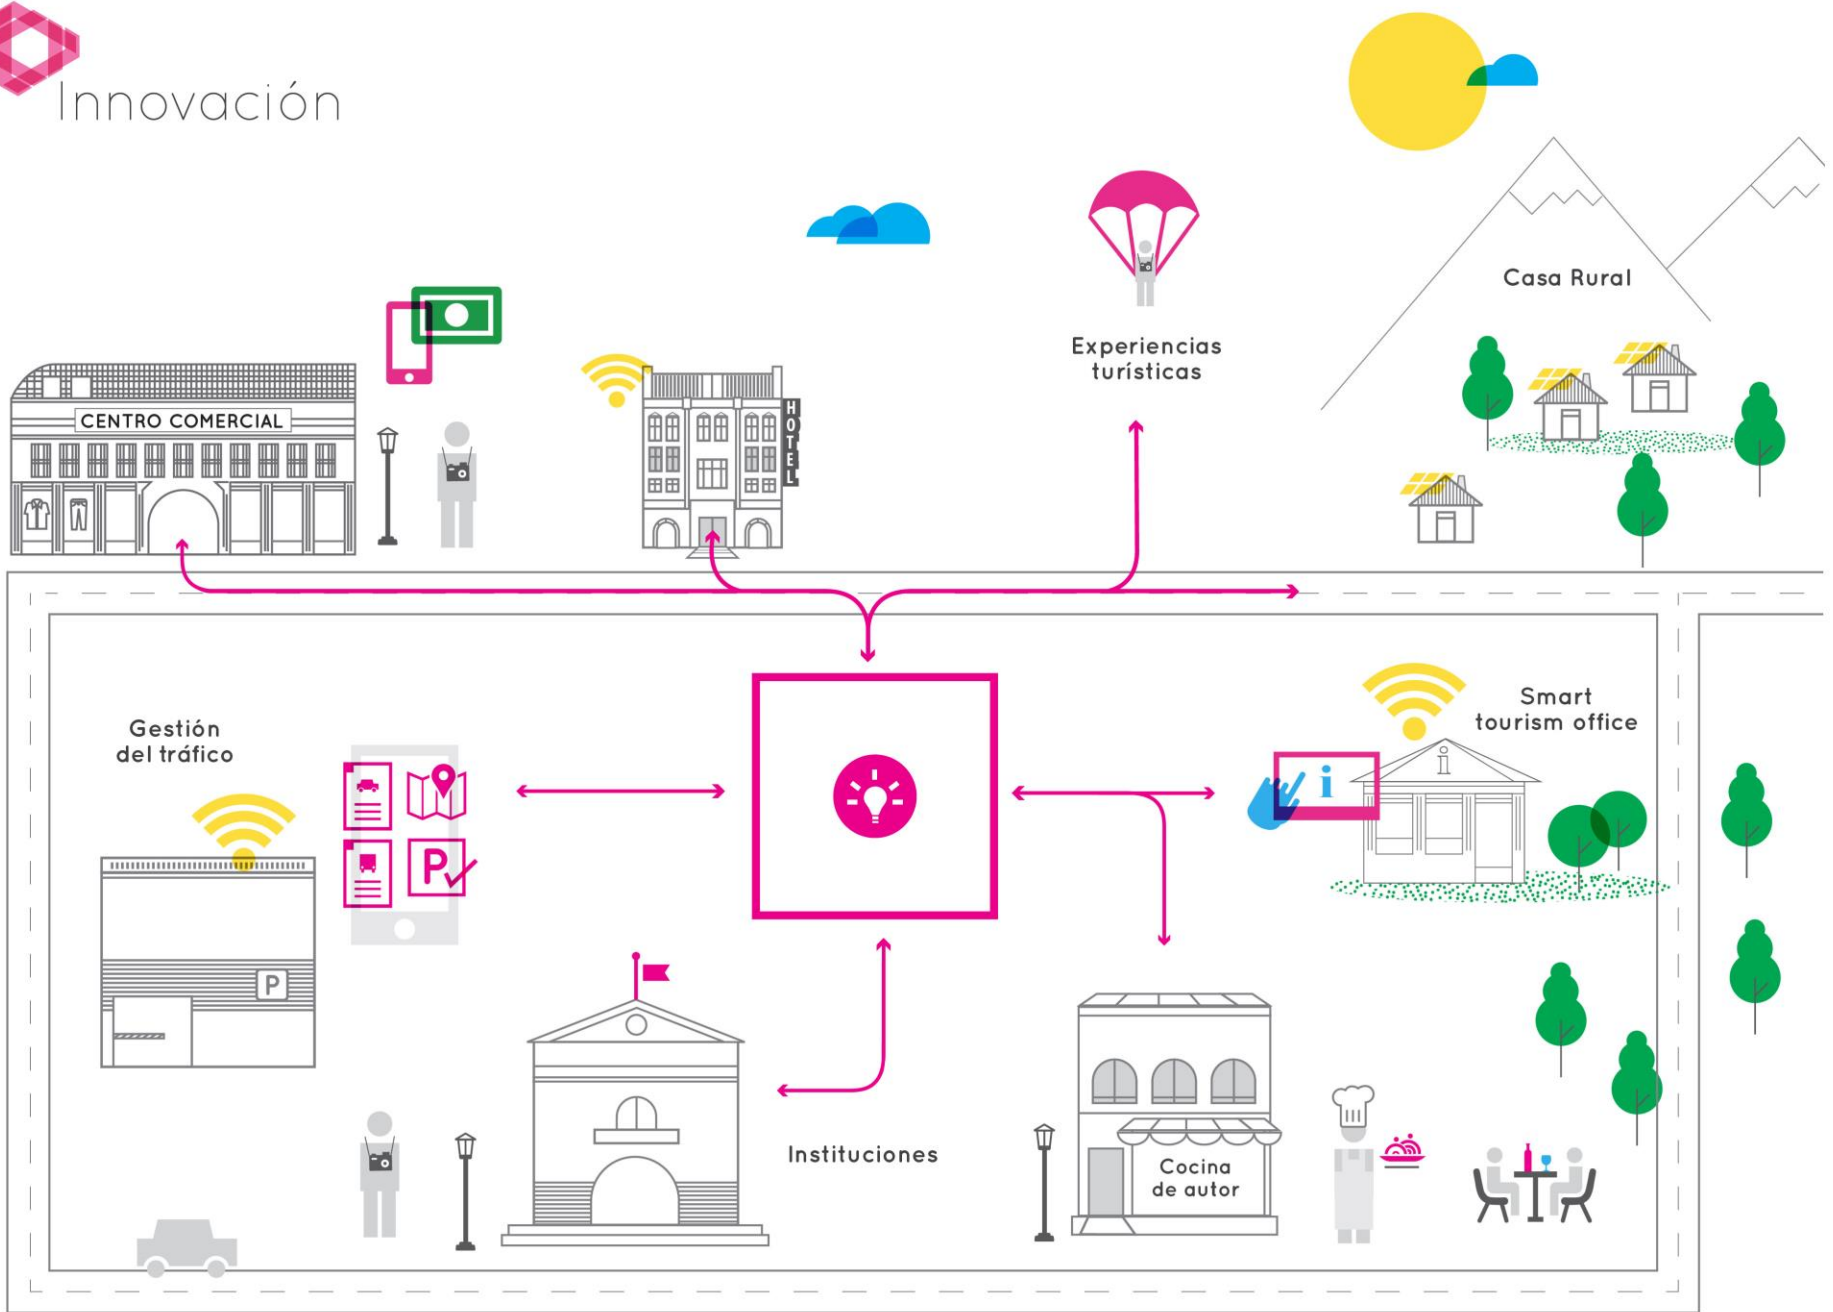 Innovación
Casa Rural
Experiencias
turísticas
CENTRO COMERCIAL
HOTEL
Smart
tourism office
Gestión
del tráfico
i
i
P
P
Instituciones
Cocina
de autor